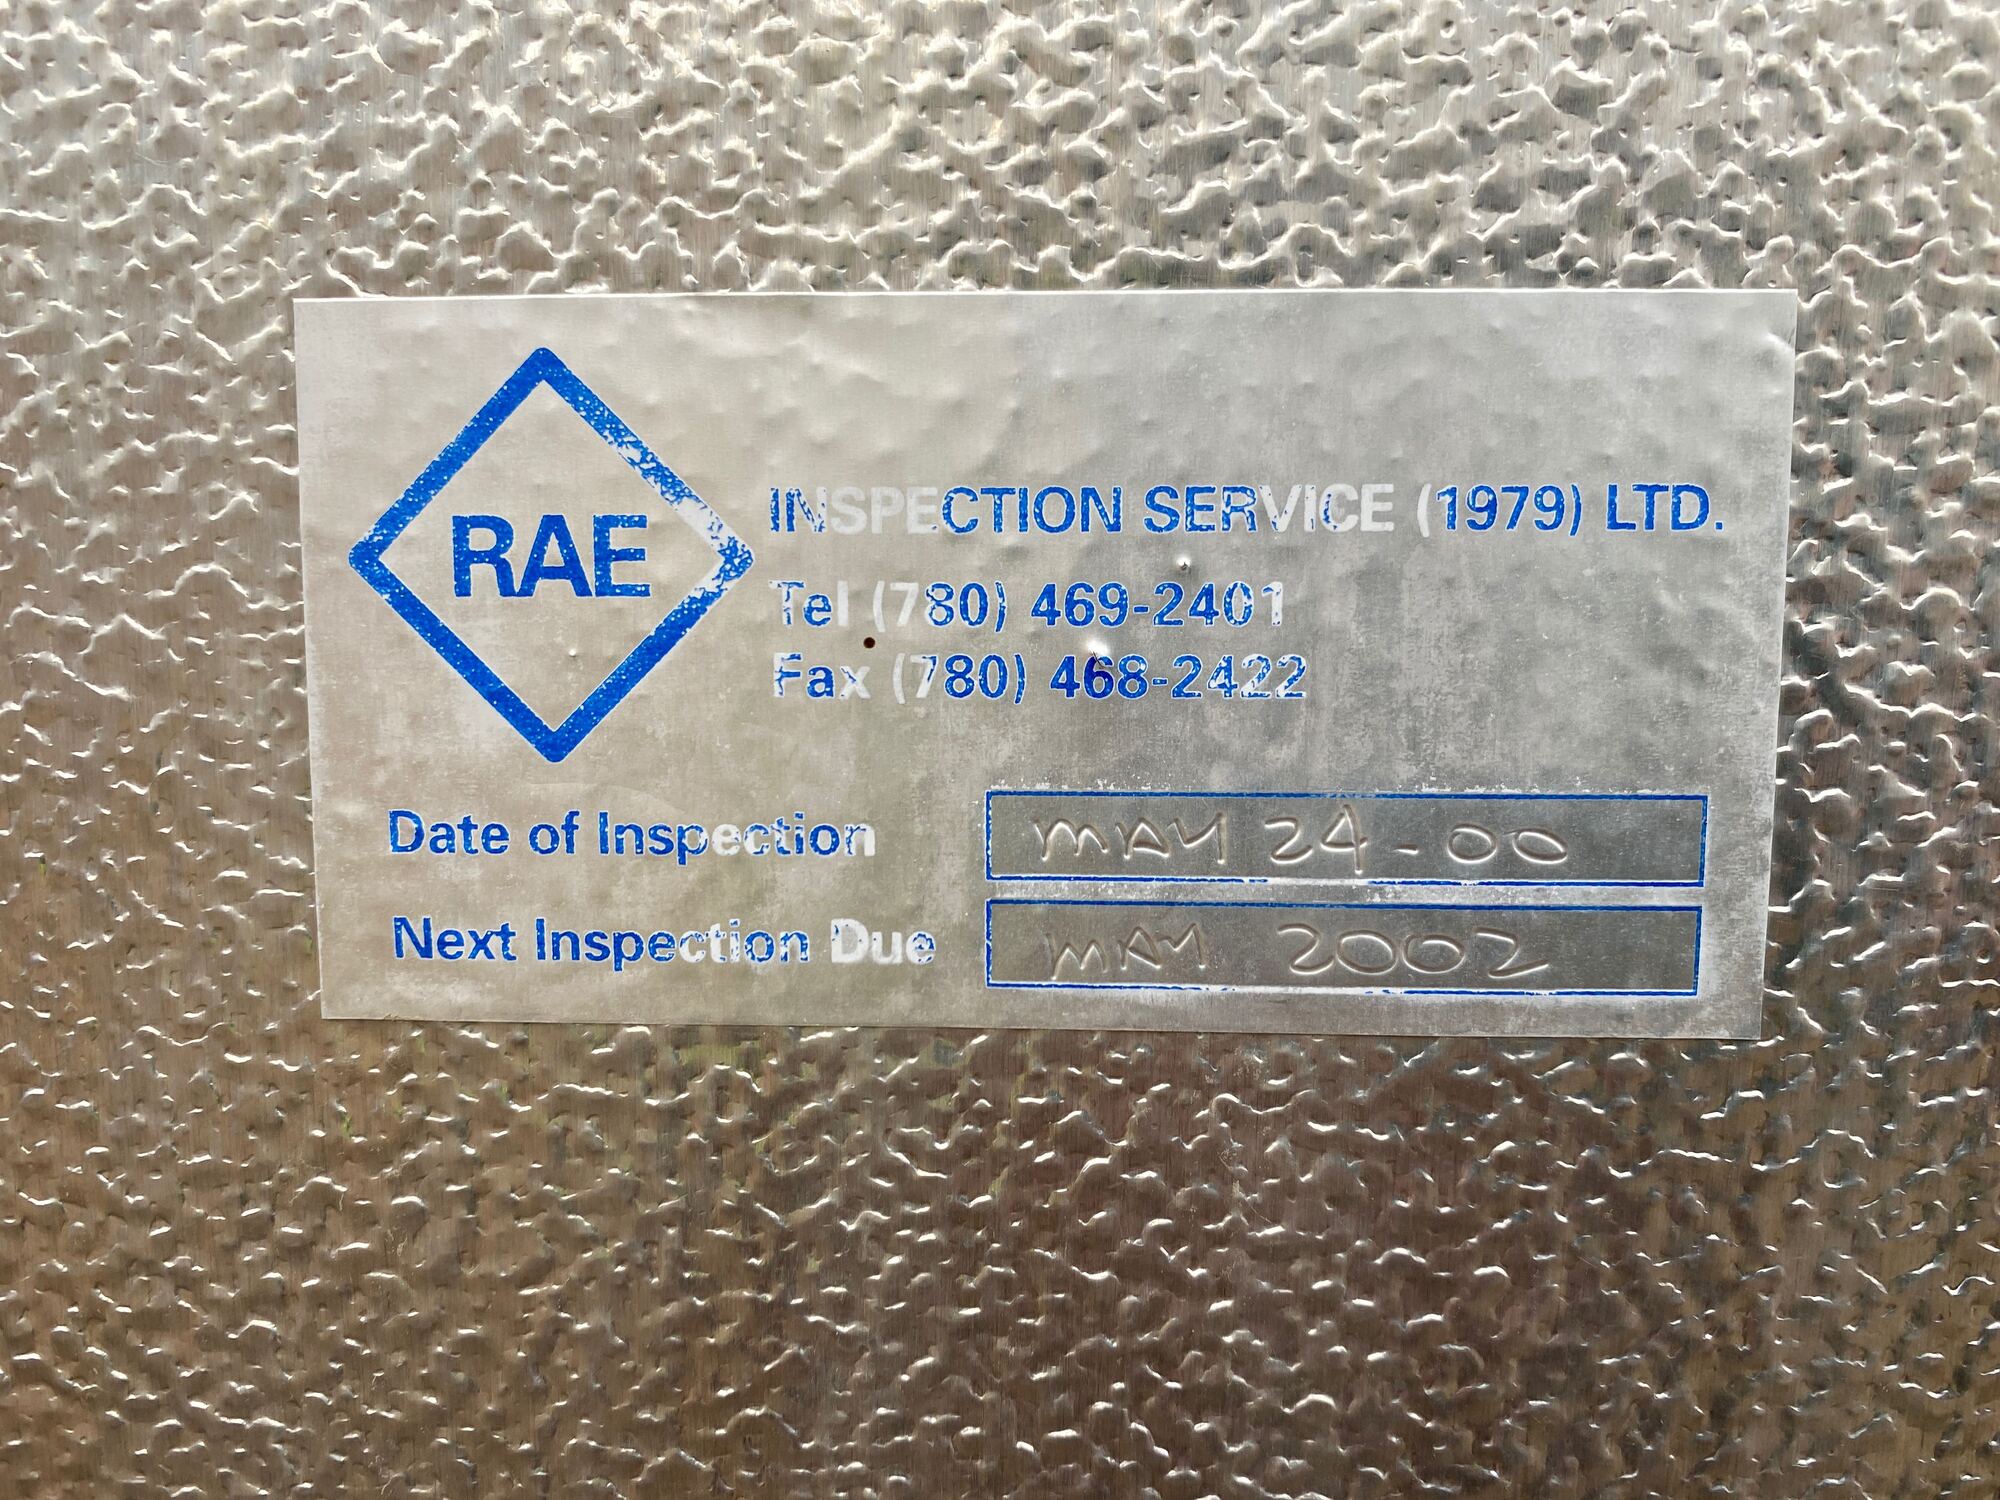 RAE
INSPECTION SERVICE (1979) LTD.
Tel (780) 469-2401
Fax (780) 468-2422
Date of Inspection MAY 24-00
Next Inspection Due MAY 2002